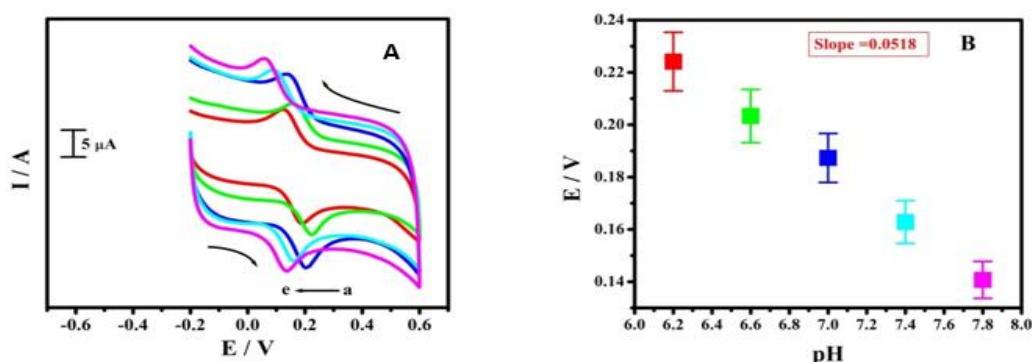 A
5 μA
I / A
e
a
-0.6 -0.4 -0.2 0.0 0.2 0.4 0.6
E / V
B
Slope =0.0518
0.24
0.22
0.20
0.18
0.16
0.14
E / V
6.0 6.2 6.4 6.6 6.8 7.0 7.2 7.4 7.6 7.8 8.0
pH